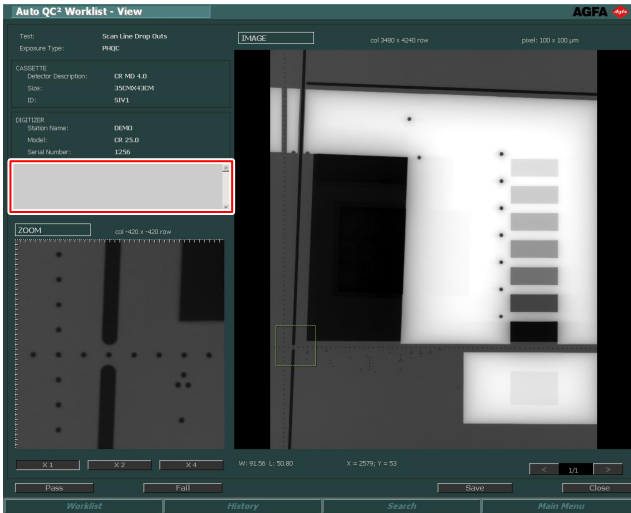 Auto QC² Worklist - View
AGFA
Test: Scan Line Drop Outs
Exposure Type: PHQC
CASSETTE
Detector Description: CR MD 4.0
Size: 35CMX43CM
ID: SIV1
DIGITIZER
Station Name: DEMO
Model: CR 25.0
Serial Number: 1256
ZOOM col -420 x -420 row
X 1 X 2 X 4
IMAGE col 3480 x 4240 row pixel: 100 x 100 µm
W: 91.56 L: 50.80 X = 2579; Y = 53
< 1/1 >
Pass Fail Save Close
Worklist History Search Main Menu